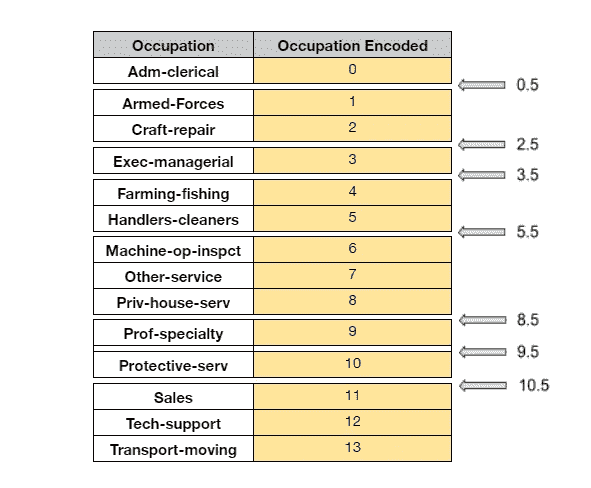 Occupation Occupation Encoded
Adm-clerical 0
0.5
Armed-Forces 1
Craft-repair 2
2.5
Exec-managerial 3
3.5
Farming-fishing 4
Handlers-cleaners 5
5.5
Machine-op-inspct 6
Other-service 7
Priv-house-serv 8
8.5
Prof-specialty 9
9.5
Protective-serv 10
10.5
Sales 11
Tech-support 12
Transport-moving 13